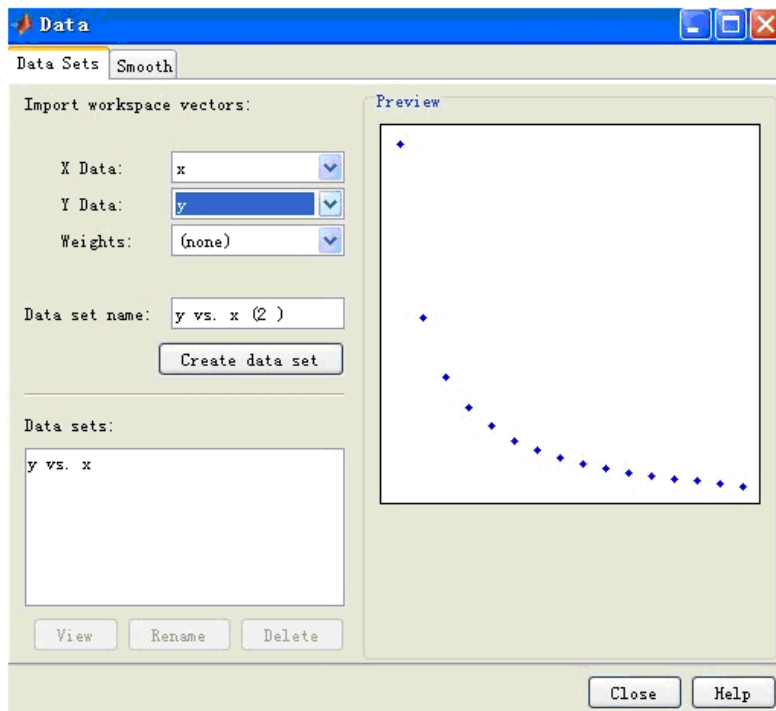 Data
Data Sets Smooth
Import workspace vectors:
X Data: x
Y Data: y
Weights: (none)
Data set name: y vs. x (2 )
Create data set
Data sets:
y vs. x
View Rename Delete
Preview
Close Help